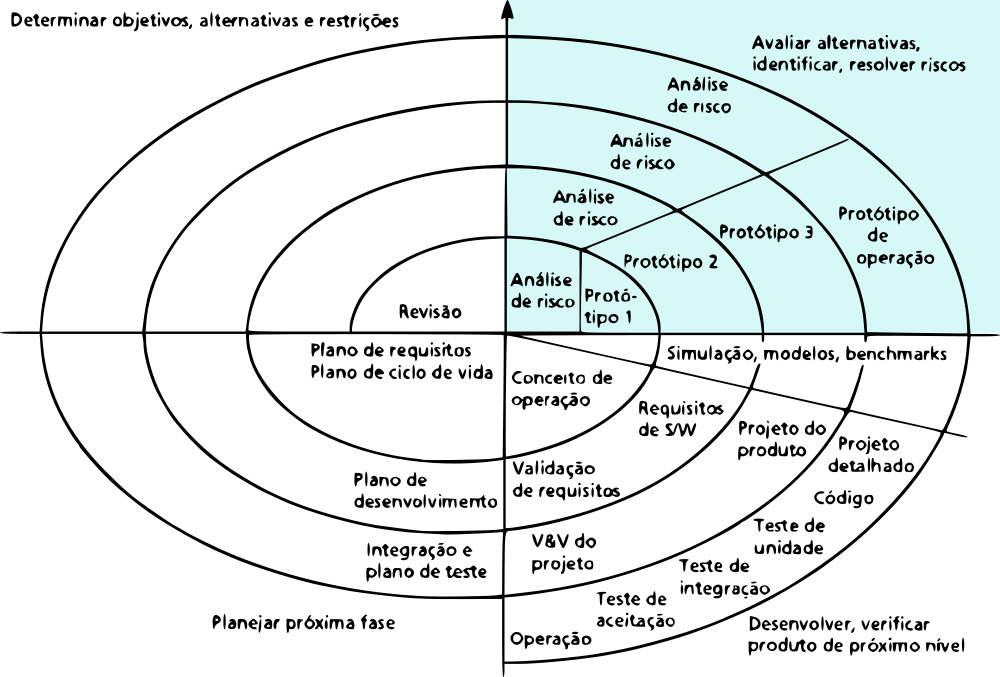 Determinar objetivos, alternativas e restrições
Avaliar alternativas,
identificar, resolver riscos
Análise
de risco
Análise
de risco
Análise
de risco
Protótipo
de
operação
Protótipo 3
Protótipo 2
Análise
de risco
Protó-
tipo 1
Revisão
Plano de requisitos
Plano de ciclo de vida
Simulação, modelos, benchmarks
Conceito de
operação
Requisitos
de S/W
Projeto do
produto
Projeto
detalhado
Plano de
desenvolvimento
Validação
de requisitos
Código
Teste de
unidade
Integração e
plano de teste
V&V do
projeto
Teste de
integração
Teste de
aceitação
Operação
Planejar próxima fase
Desenvolver, verificar
produto de próximo nível